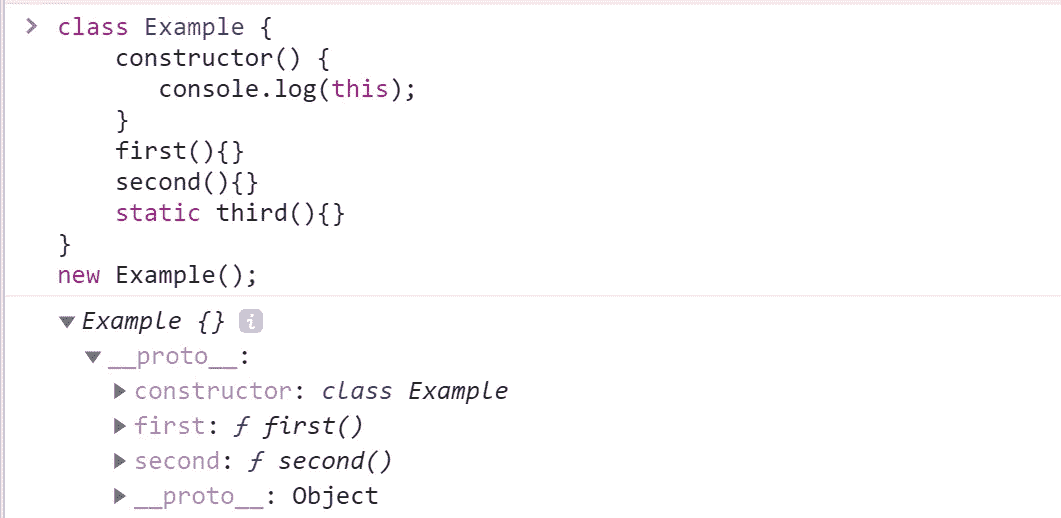 > class Example {
constructor() {
console.log(this);
}
first(){}
second(){}
static third(){}
}
new Example();
▼ Example {} i
▼ __proto__:
▶ constructor: class Example
▶ first: ƒ first()
▶ second: ƒ second()
▶ __proto__: Object